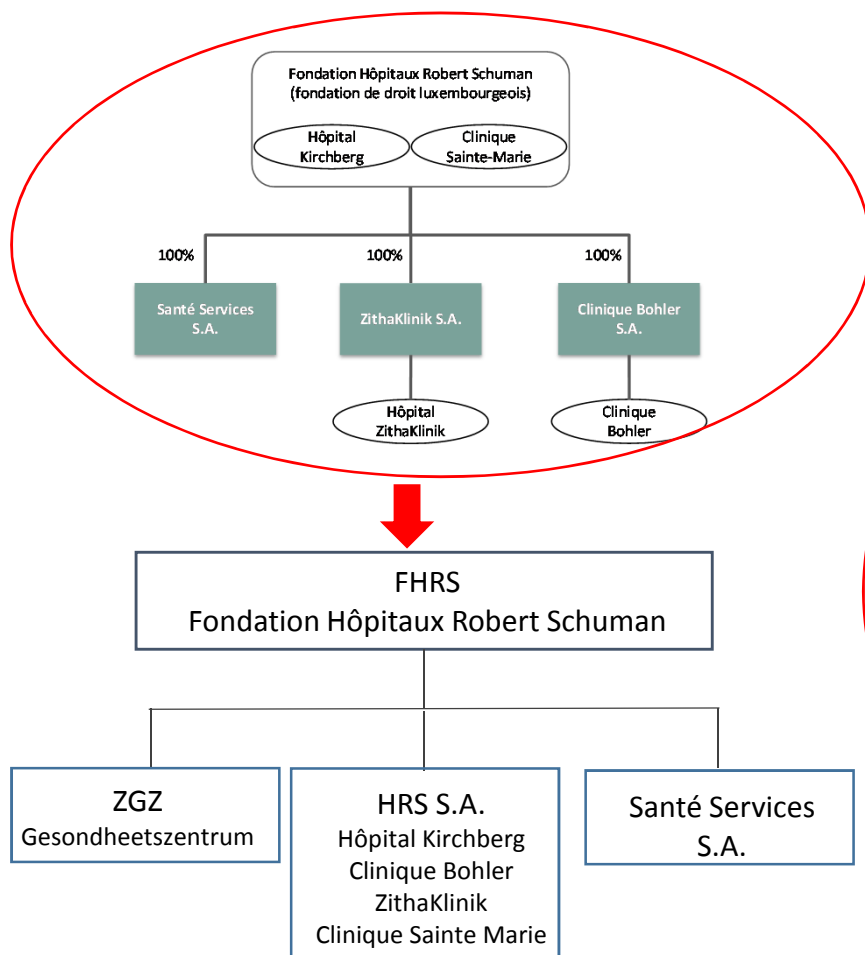 Fondation Hôpitaux Robert Schuman
(fondation de droit luxembourgeois)
Hôpital
Kirchberg
Clinique
Sainte-Marie
100%
100%
100%
Santé Services
S.A.
ZithaKlinik S.A.
Clinique Bohler
S.A.
Hôpital
ZithaKlinik
Clinique
Bohler
FHRS
Fondation Hôpitaux Robert Schuman
ZGZ
Gesondheetszentrum
HRS S.A.
Hôpital Kirchberg
Clinique Bohler
ZithaKlinik
Clinique Sainte Marie
Santé Services
S.A.